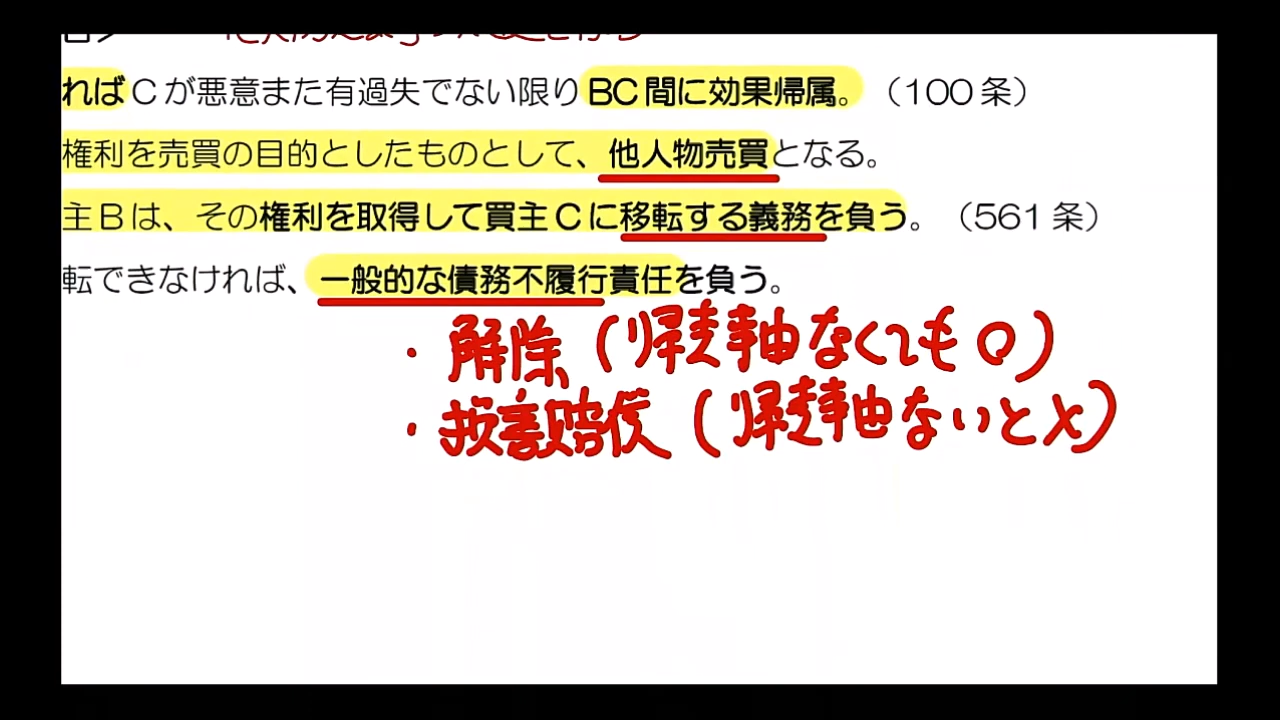 ればCが悪意また有過失でない限りBC間に効果帰属。（100条）
権利を売買の目的としたものとして、他人物売買となる。
主Bは、その権利を取得して買主Cに移転する義務を負う。（561条）
転できなければ、一般的な債務不履行責任を負う。
・解除（帰責事由なくても〇）
・損害賠償（帰責事由ないと×）